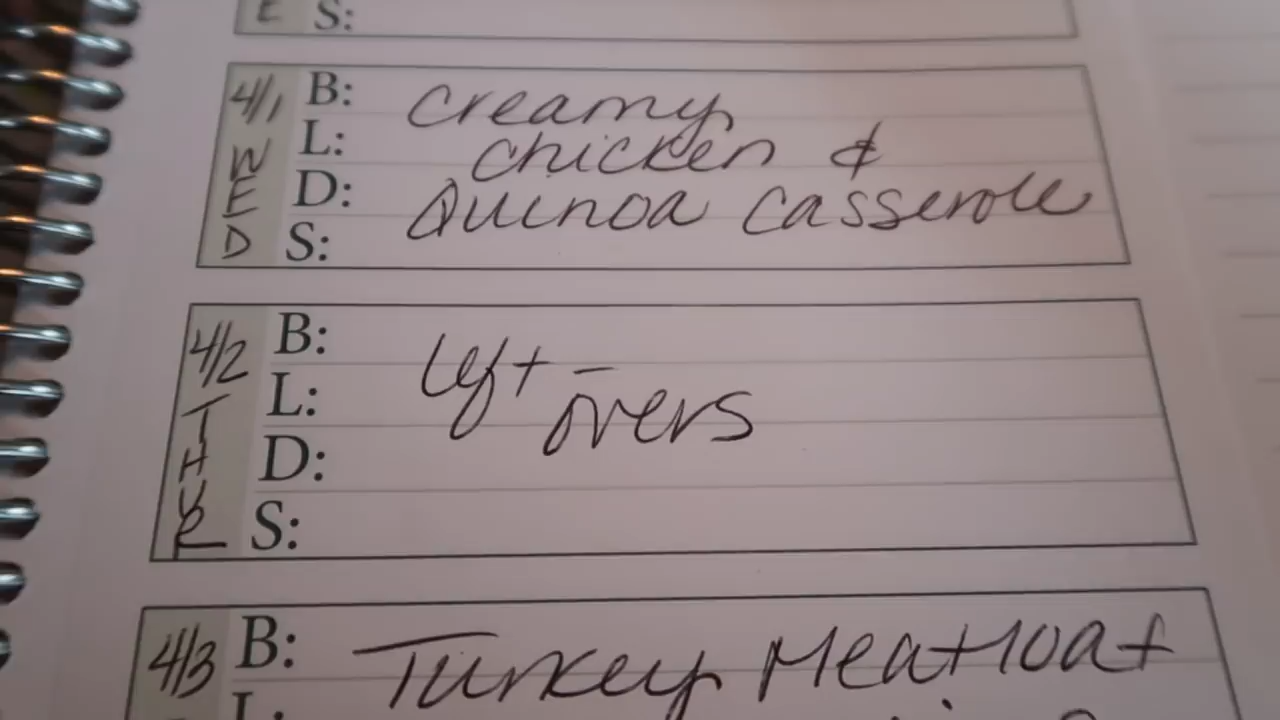 E S:
4/1 B: Creamy
W L: chicken &
E D: Quinoa Casserole
D S:
4/2 B:
T L: left-
H D: overs
U
R S:
4/3 B: Turkey Meatloaf
L: